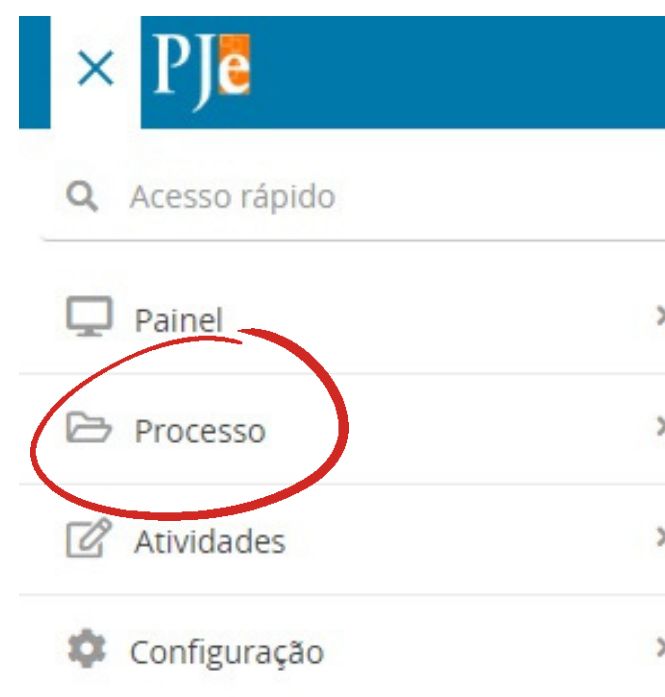 PJe
Acesso rápido
Painel
Processo
Atividades
Configuração